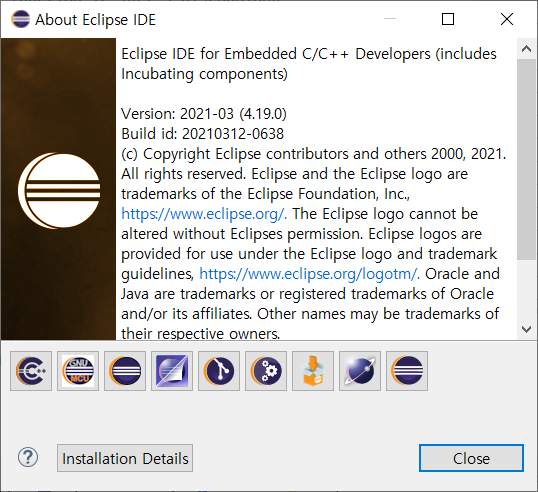 About Eclipse IDE
Eclipse IDE for Embedded C/C++ Developers (includes
Incubating components)
Version: 2021-03 (4.19.0)
Build id: 20210312-0638
(c) Copyright Eclipse contributors and others 2000, 2021.
All rights reserved. Eclipse and the Eclipse logo are
trademarks of the Eclipse Foundation, Inc.,
https://www.eclipse.org/. The Eclipse logo cannot be
altered without Eclipses permission. Eclipse logos are
provided for use under the Eclipse logo and trademark
guidelines, https://www.eclipse.org/logotm/. Oracle and
Java are trademarks or registered trademarks of Oracle
and/or its affiliates. Other names may be trademarks of
their respective owners.
GNU
MCU
?
Installation Details
Close